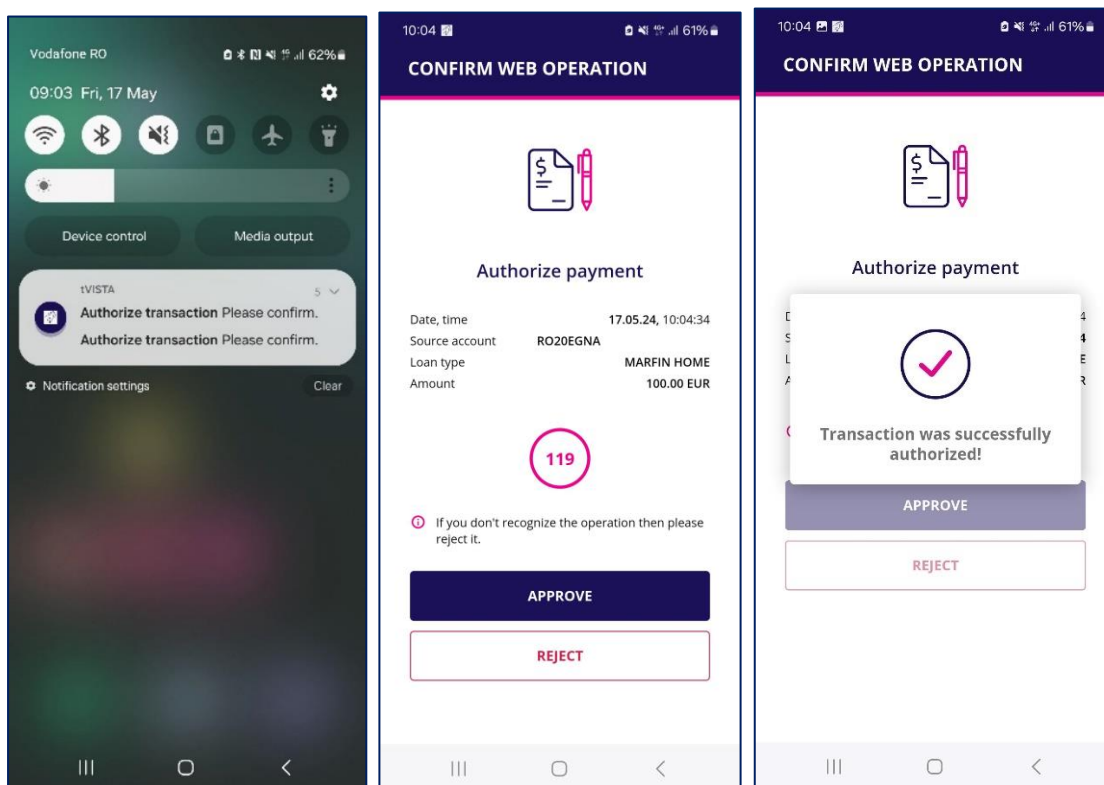 Vodafone RO
62%
09:03 Fri, 17 May
Device control
Media output
tVISTA
5
Authorize transaction Please confirm.
Authorize transaction Please confirm.
Notification settings
Clear
10:04
61%
CONFIRM WEB OPERATION
$
Authorize payment
Date, time 17.05.24, 10:04:34
Source account RO20EGNA
Loan type MARFIN HOME
Amount 100.00 EUR
119
If you don't recognize the operation then please
reject it.
APPROVE
REJECT
10:04
61%
CONFIRM WEB OPERATION
$
Authorize payment
4
4
E
R
Transaction was successfully
authorized!
APPROVE
REJECT